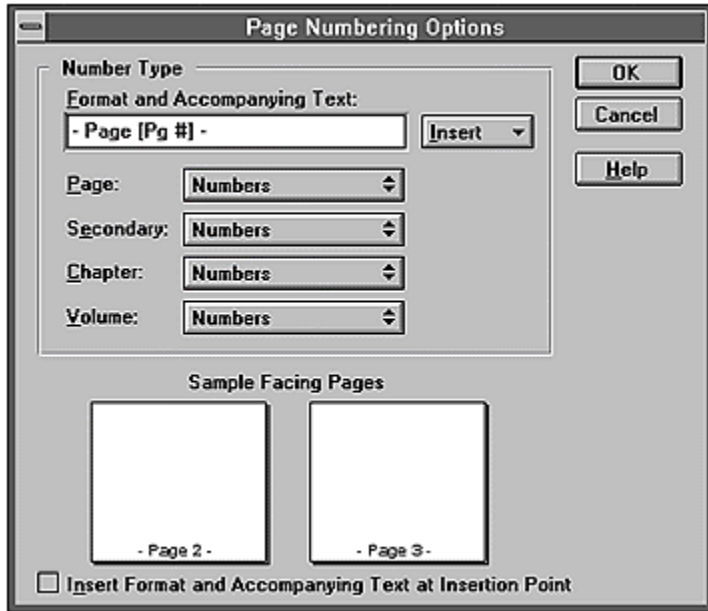 Page Numbering Options
Number Type
Format and Accompanying Text:
- Page [Pg #] -
Insert
Page: Numbers
Secondary: Numbers
Chapter: Numbers
Volume: Numbers
OK
Cancel
Help
Sample Facing Pages
- Page 2 - - Page 3 -
Insert Format and Accompanying Text at Insertion Point